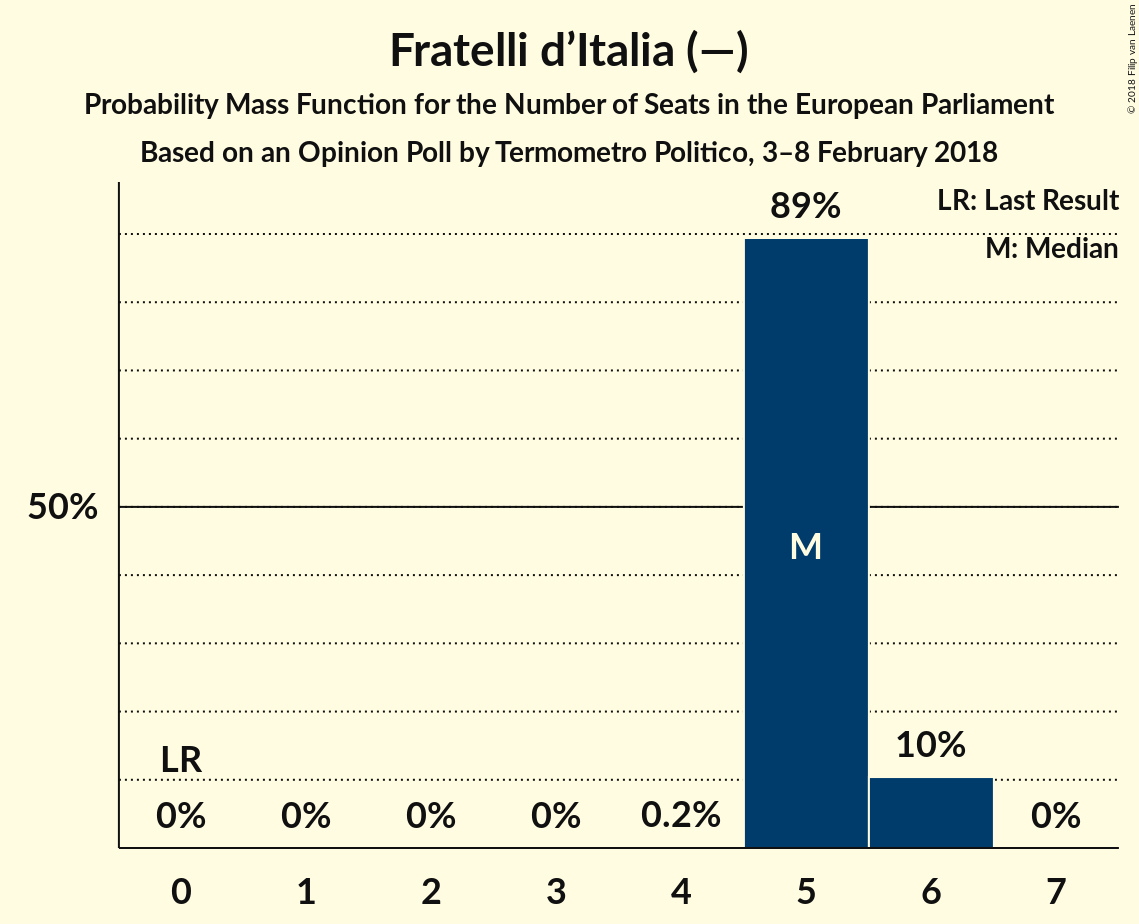 Fratelli d’Italia (—)
Probability Mass Function for the Number of Seats in the European Parliament
Based on an Opinion Poll by Termometro Politico, 3–8 February 2018
© 2018 Filip van Laenen
LR: Last Result
M: Median
89%
50%
M
10%
LR
0% 0% 0% 0% 0.2% 0%
0 1 2 3 4 5 6 7